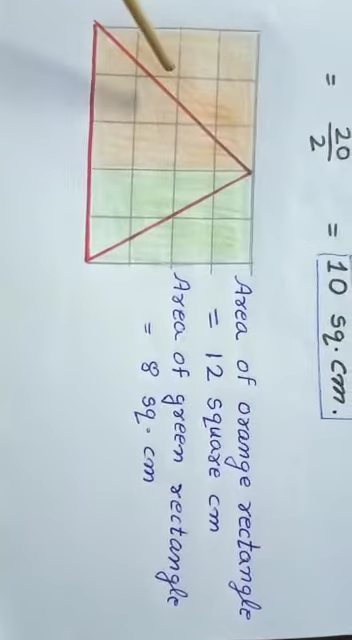 = 20/2 = 10 sq. cm.
Area of orange rectangle
= 12 square cm
Area of green rectangle
= 8 sq. cm